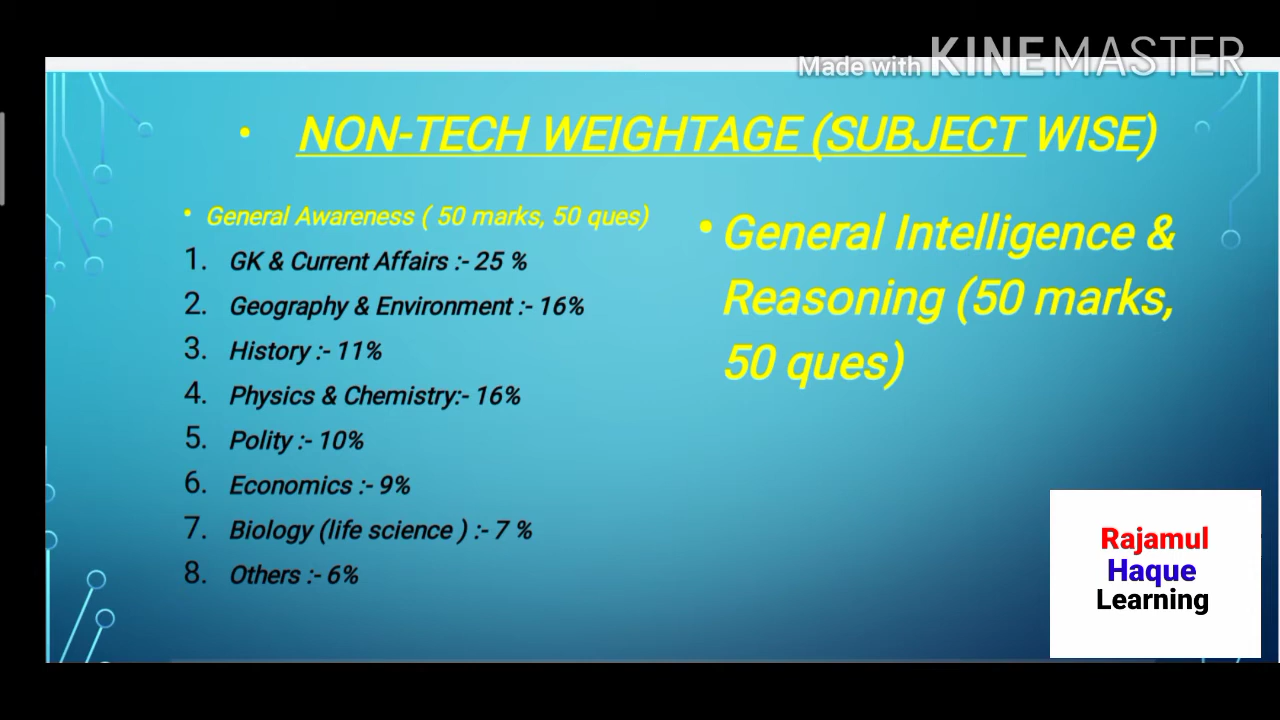 Made with KINEMASTER
• NON-TECH WEIGHTAGE (SUBJECT WISE)
• General Awareness ( 50 marks, 50 ques)
1. GK & Current Affairs :- 25 %
2. Geography & Environment :- 16%
3. History :- 11%
4. Physics & Chemistry:- 16%
5. Polity :- 10%
6. Economics :- 9%
7. Biology (life science ) :- 7 %
8. Others :- 6%
• General Intelligence &
Reasoning (50 marks,
50 ques)
Rajamul
Haque
Learning